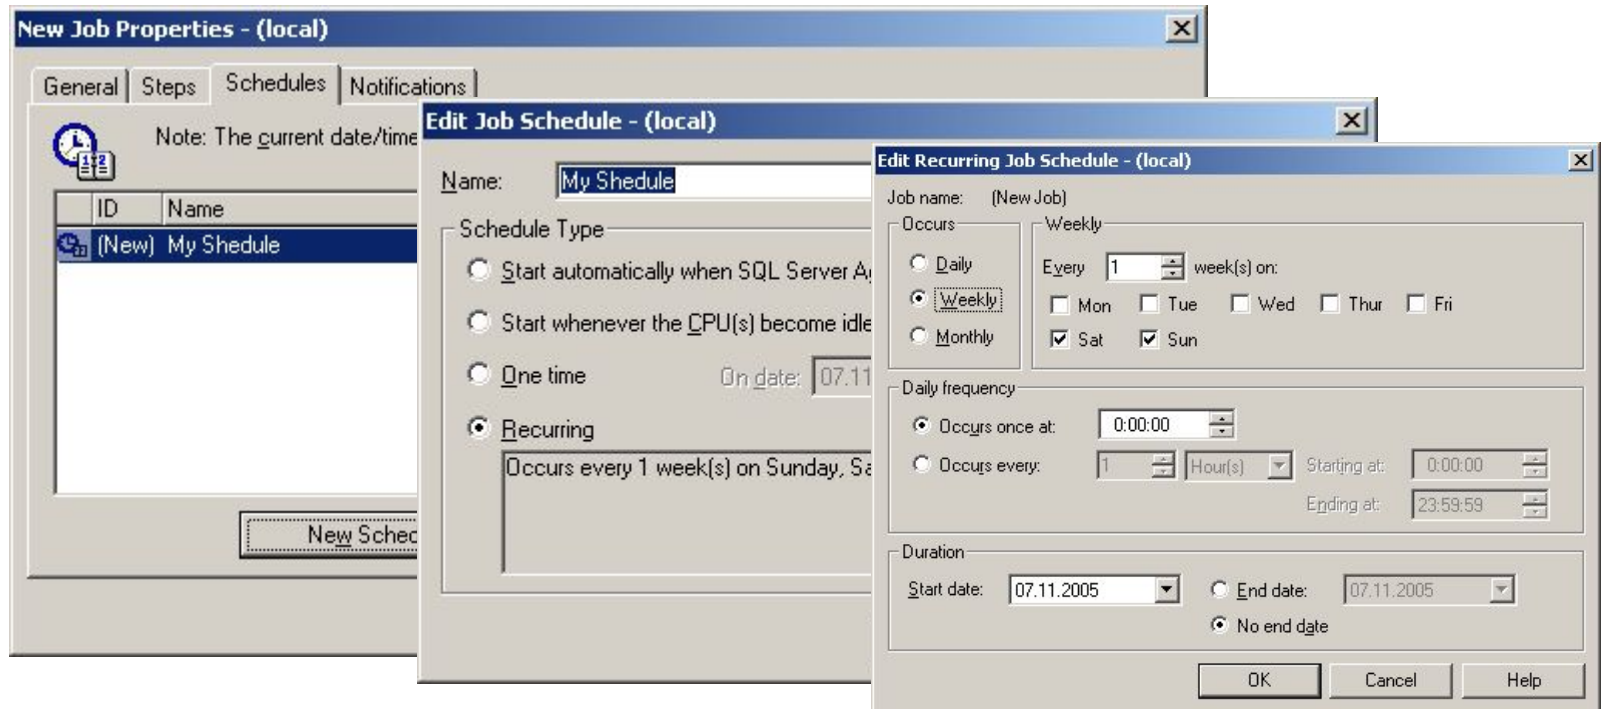 New Job Properties - (local)
General Steps Schedules Notifications
Note: The current date/time
ID Name
(New) My Shedule
New Sched
Edit Job Schedule - (local)
Name: My Shedule
Schedule Type
Start automatically when SQL Server A
Start whenever the CPU(s) become idle
One time On date: 07.11
Recurring
Occurs every 1 week(s) on Sunday, Sa
Edit Recurring Job Schedule - (local)
Job name: (New Job)
Occurs
Daily
Weekly
Monthly
Weekly
Every 1 week(s) on:
Mon Tue Wed Thur Fri
Sat Sun
Daily frequency
Occurs once at: 0:00:00
Occurs every: 1 Hour(s) Starting at: 0:00:00
Ending at: 23:59:59
Duration
Start date: 07.11.2005 End date: 07.11.2005
No end date
OK Cancel Help